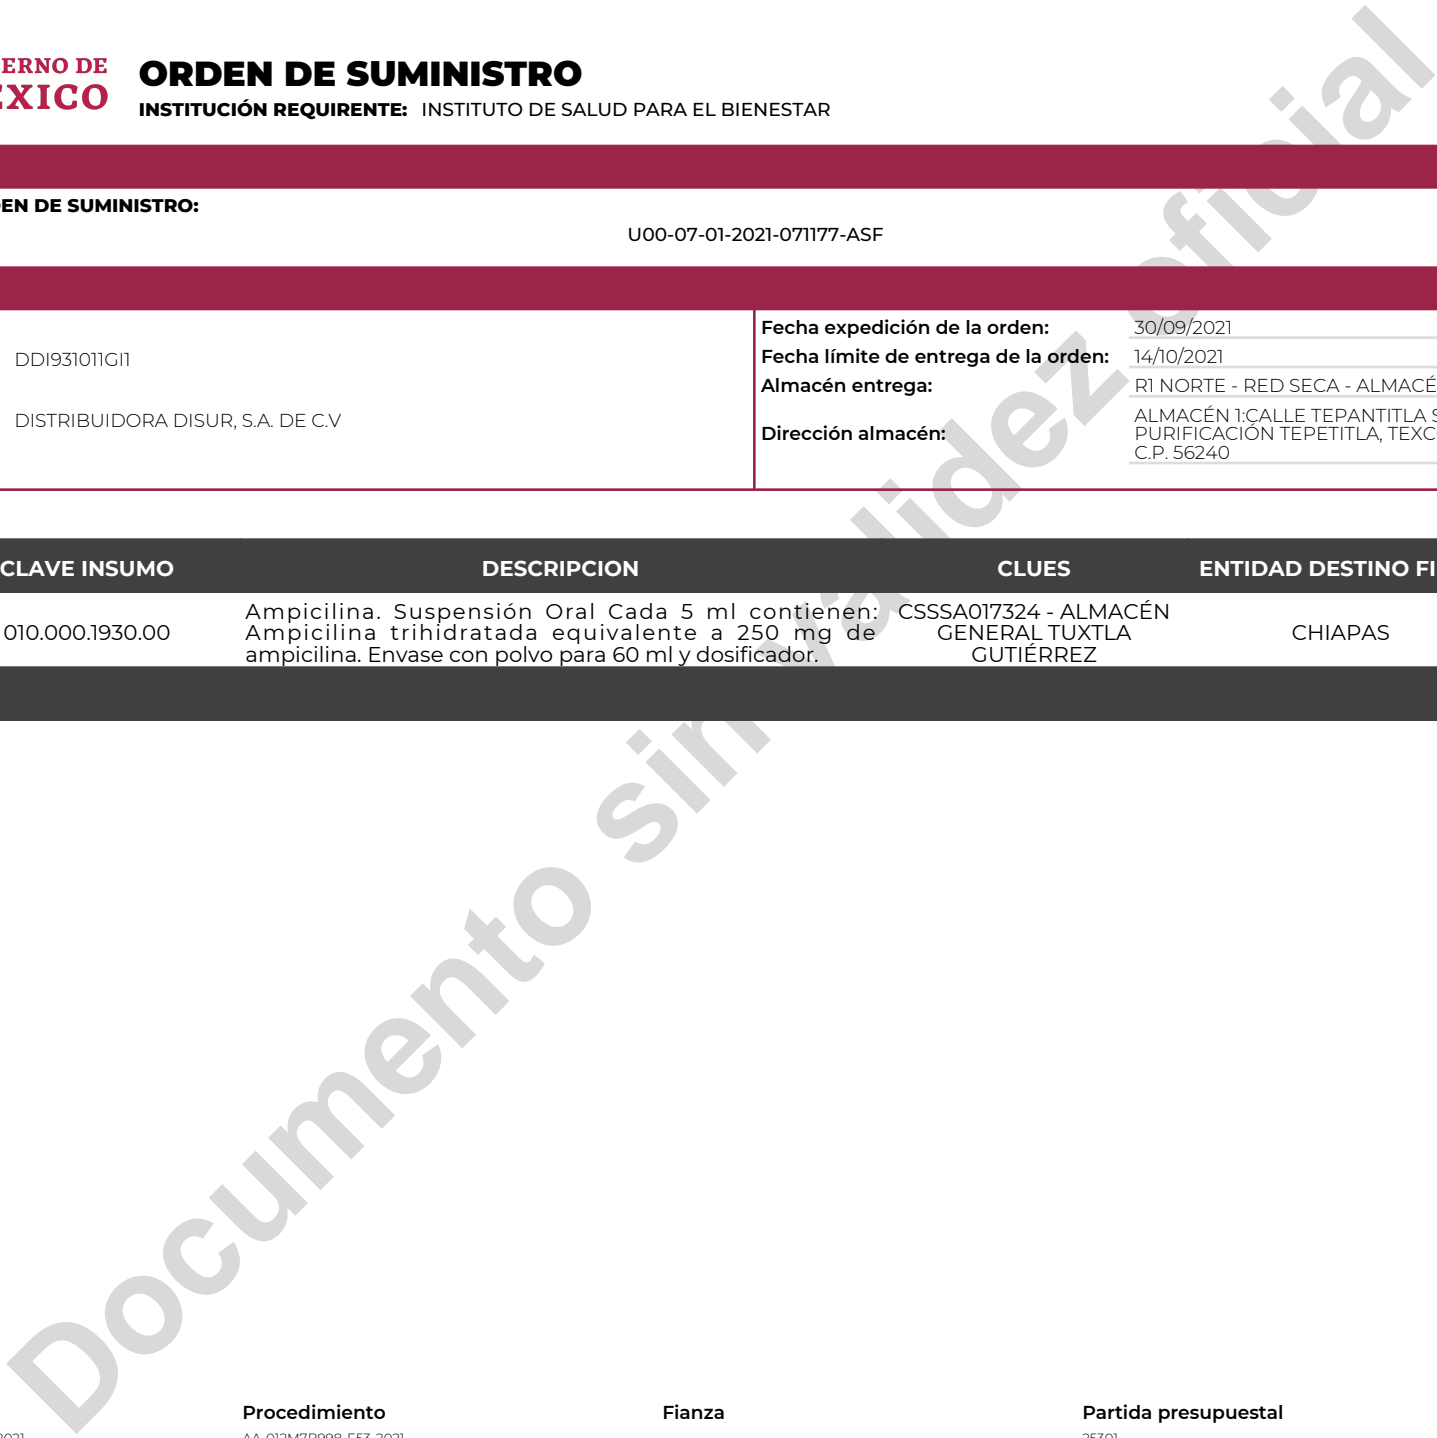 ERNO DE
EXICO
ORDEN DE SUMINISTRO
INSTITUCIÓN REQUIRENTE: INSTITUTO DE SALUD PARA EL BIENESTAR
EN DE SUMINISTRO:
U00-07-01-2021-071177-ASF
DDI931011GI1
DISTRIBUIDORA DISUR, S.A. DE C.V
Fecha expedición de la orden: 30/09/2021
Fecha límite de entrega de la orden: 14/10/2021
Almacén entrega: R1 NORTE - RED SECA - ALMACÉ
Dirección almacén:
ALMACÉN 1:CALLE TEPANTITLA S
PURIFICACIÓN TEPETITLA, TEXC
C.P. 56240
CLAVE INSUMO DESCRIPCION CLUES ENTIDAD DESTINO FI
010.000.1930.00
Ampicilina. Suspensión Oral Cada 5 ml contienen:
Ampicilina trihidratada equivalente a 250 mg de
ampicilina. Envase con polvo para 60 ml y dosificador.
CSSSA017324 - ALMACÉN
GENERAL TUXTLA
GUTIÉRREZ
CHIAPAS
Documento sin validez oficial
Procedimiento Fianza Partida presupuestal